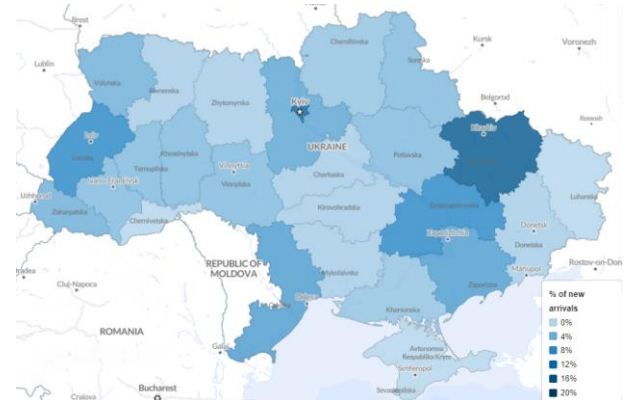 Brest
Kursk
Voronezh
Lublin
Chernihivska
Sumska
Volynska
Rivnenska
Belgorod
Rossosh
Zhytomyrska
Kyiv
Kharkiv
Lviv
UKRAINE
Poltavska
Khmelnytska
Ternopilska
Vinnytsia
Cherkaska
Luhanska
Ivano-Frankivsk
Vinnytska
Uzhhorod
Zakarpatska
Chernivetska
Kirovohradska
Dnipropetrovska
Donetsk
Donetska
Mariupol
REPUBLIC OF
MOLDOVA
Mykolaivska
Zaporizka
Rostov-on-Don
Cluj-Napoca
Odesa
Khersonska
ROMANIA
Galați
Avtonomna
Respublika Krym
Simferopol
Sevastopilska
Bucharest
Craiova
% of new
arrivals
0%
4%
8%
12%
16%
20%